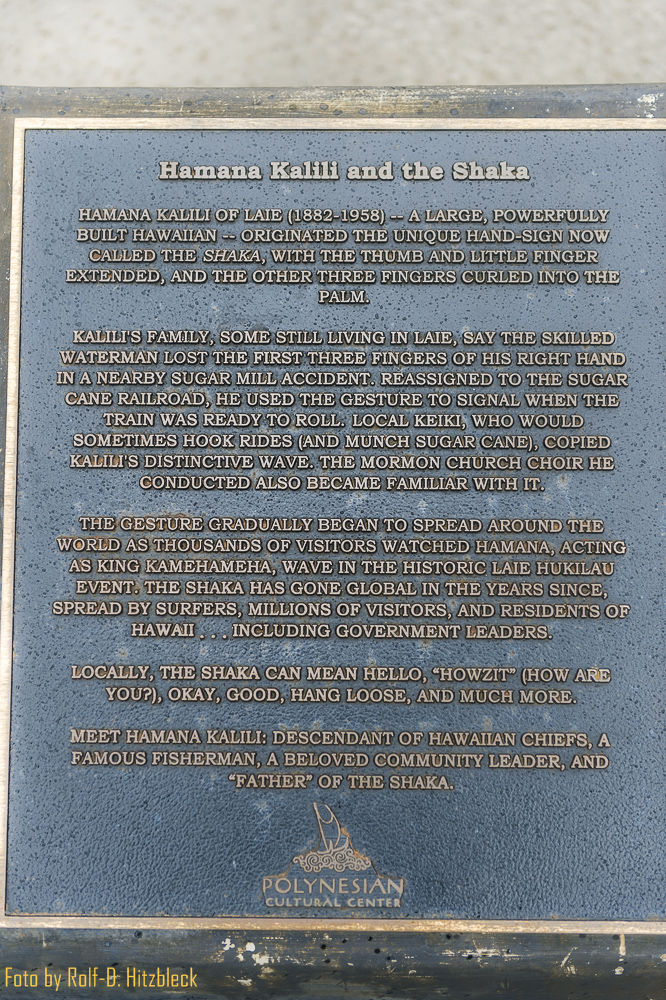 Hamana Kalili and the Shaka
HAMANA KALILI OF LAIE (1882-1958) -- A LARGE, POWERFULLY
BUILT HAWAIIAN -- ORIGINATED THE UNIQUE HAND-SIGN NOW
CALLED THE SHAKA, WITH THE THUMB AND LITTLE FINGER
EXTENDED, AND THE OTHER THREE FINGERS CURLED INTO THE
PALM.
KALILI'S FAMILY, SOME STILL LIVING IN LAIE, SAY THE SKILLED
WATERMAN LOST THE FIRST THREE FINGERS OF HIS RIGHT HAND
IN A NEARBY SUGAR MILL ACCIDENT. REASSIGNED TO THE SUGAR
CANE RAILROAD, HE USED THE GESTURE TO SIGNAL WHEN THE
TRAIN WAS READY TO ROLL. LOCAL KEIKI, WHO WOULD
SOMETIMES HOOK RIDES (AND MUNCH SUGAR CANE), COPIED
KALILI'S DISTINCTIVE WAVE. THE MORMON CHURCH CHOIR HE
CONDUCTED ALSO BECAME FAMILIAR WITH IT.
THE GESTURE GRADUALLY BEGAN TO SPREAD AROUND THE
WORLD AS THOUSANDS OF VISITORS WATCHED HAMANA, ACTING
AS KING KAMEHAMEHA, WAVE IN THE HISTORIC LAIE HUKILAU
EVENT. THE SHAKA HAS GONE GLOBAL IN THE YEARS SINCE,
SPREAD BY SURFERS, MILLIONS OF VISITORS, AND RESIDENTS OF
HAWAII . . . INCLUDING GOVERNMENT LEADERS.
LOCALLY, THE SHAKA CAN MEAN HELLO, “HOWZIT” (HOW ARE
YOU?), OKAY, GOOD, HANG LOOSE, AND MUCH MORE.
MEET HAMANA KALILI: DESCENDANT OF HAWAIIAN CHIEFS, A
FAMOUS FISHERMAN, A BELOVED COMMUNITY LEADER, AND
“FATHER” OF THE SHAKA.
POLYNESIAN
CULTURAL CENTER
Foto by Rolf-D. Hitzbleck